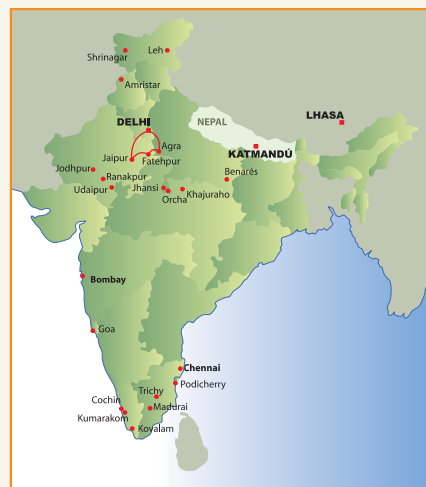 Leh
Shrinagar
Amristar
DELHI
NEPAL
LHASA
Agra
KATMANDÚ
Jaipur
Fatehpur
Jodhpur
Benarés
Ranakpur
Udaipur
Jhansi
Khajuraho
Orcha
Bombay
Goa
Chennai
Podicherry
Trichy
Cochin
Madurai
Kumarakom
Kovalam